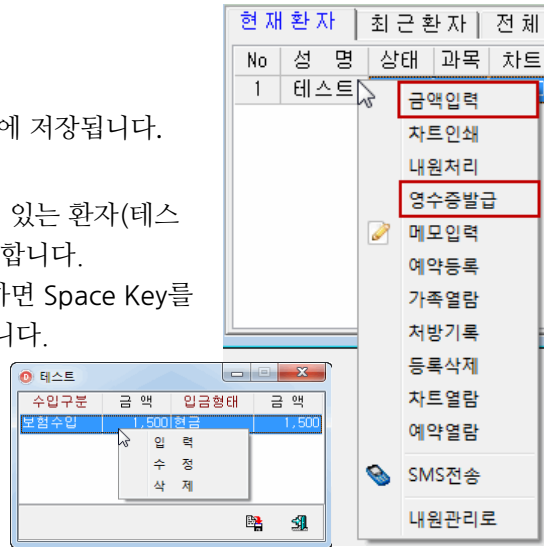 현 재 환 자
최 근 환 자
전 체
No 성 명 상태 과목 차트
1 테스트
금액입력
차트인쇄
내원처리
영수증발급
메모입력
예약등록
가족열람
처방기록
등록삭제
차트열람
예약열람
SMS전송
내원관리로
에 저장됩니다.
있는 환자(테스
합니다.
하면 Space Key를
니다.
테스트
수입구분 금 액 입금형태 금 액
보험수입 1,500 현금 1,500
입 력
수 정
삭 제